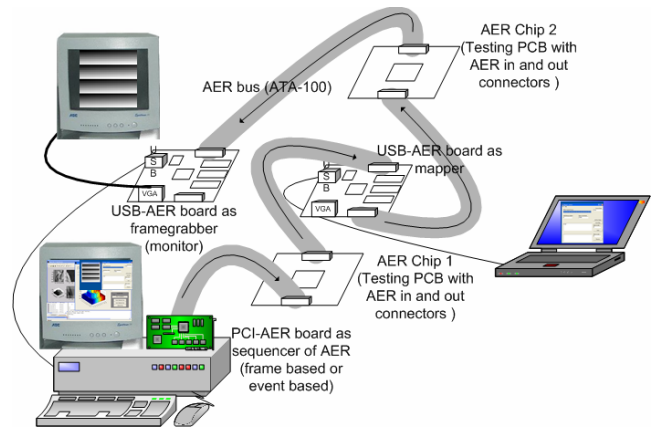 AER Chip 2
(Testing PCB with
AER in and out
connectors )
AER bus (ATA-100)
USB-AER board as
mapper
U
S
B
VGA
U
S
B
VGA
USB-AER board as
framegrabber
(monitor)
AER Chip 1
(Testing PCB with
AER in and out
connectors )
PCI-AER board as
sequencer of AER
(frame based or
event based)